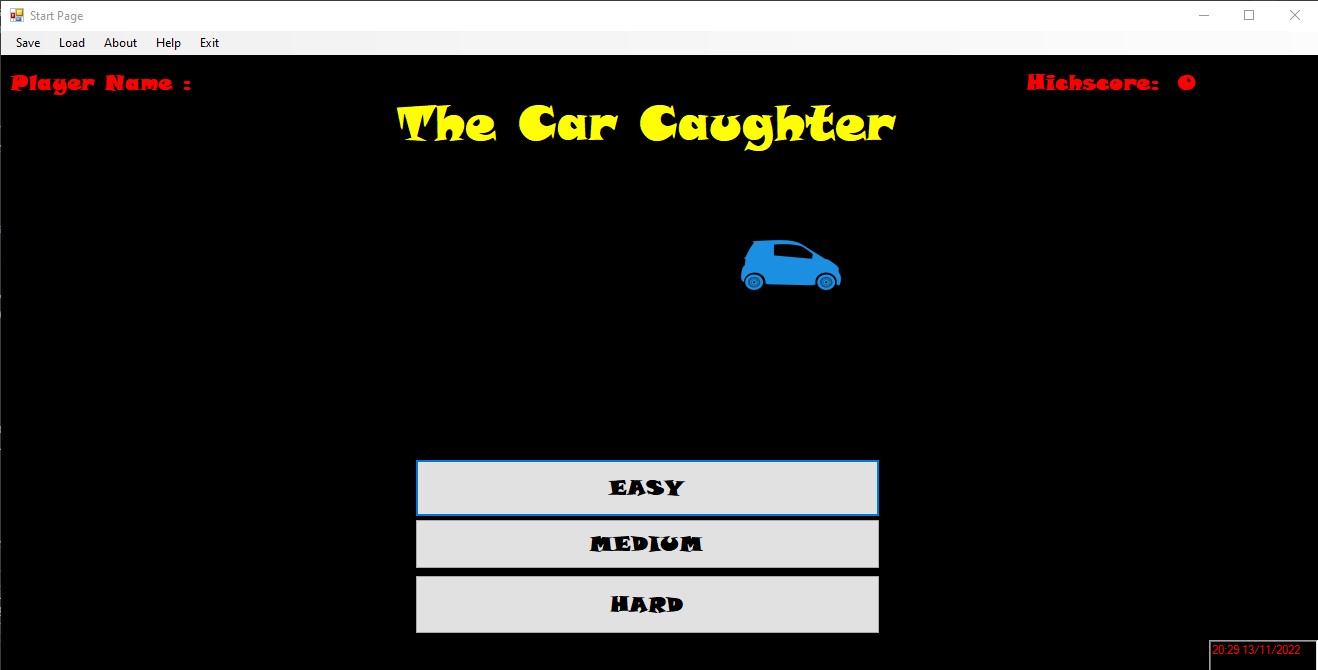 Start Page
Save Load About Help Exit
Player Name :
Hichscore: 0
The Car Caughter
EASY
MEDIUM
HARD
20:29 13/11/2022